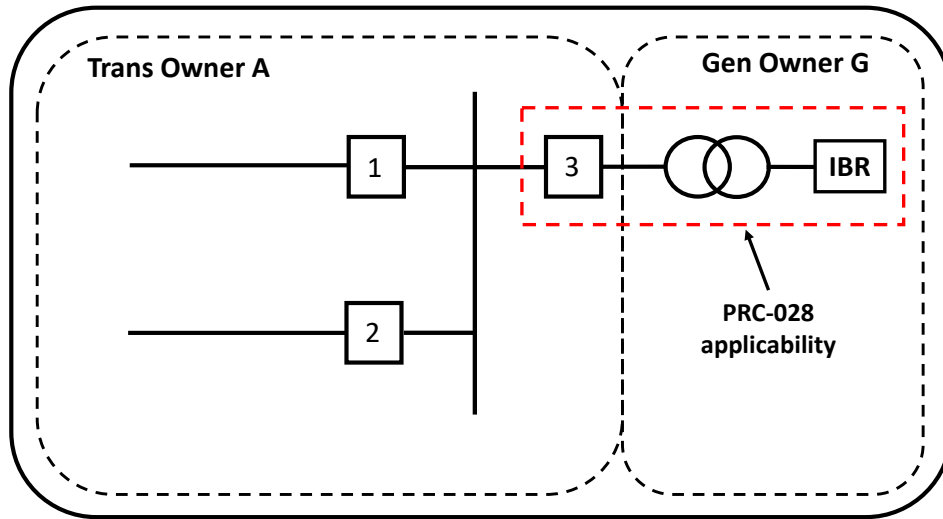 Trans Owner A
Gen Owner G
1
3
IBR
2
PRC-028
applicability